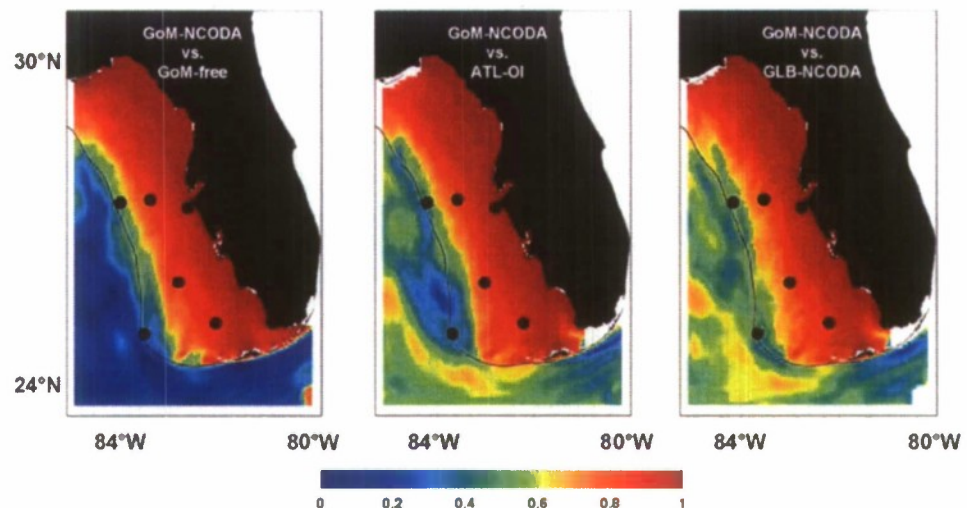 GoM-NCODA
vs.
GoM-free
GoM-NCODA
vs.
ATL-OI
GoM-NCODA
vs.
GLB-NCODA
30°N
24°N
84°W
80°W
84°W
80°W
84°W
80°W
0
0.2
0.4
0.6
0.8
1